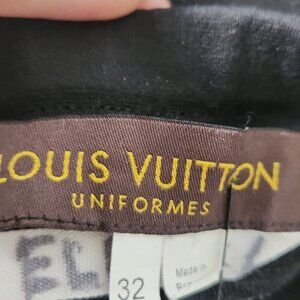 LOUIS VUITTON
UNIFORMES
32
Made in